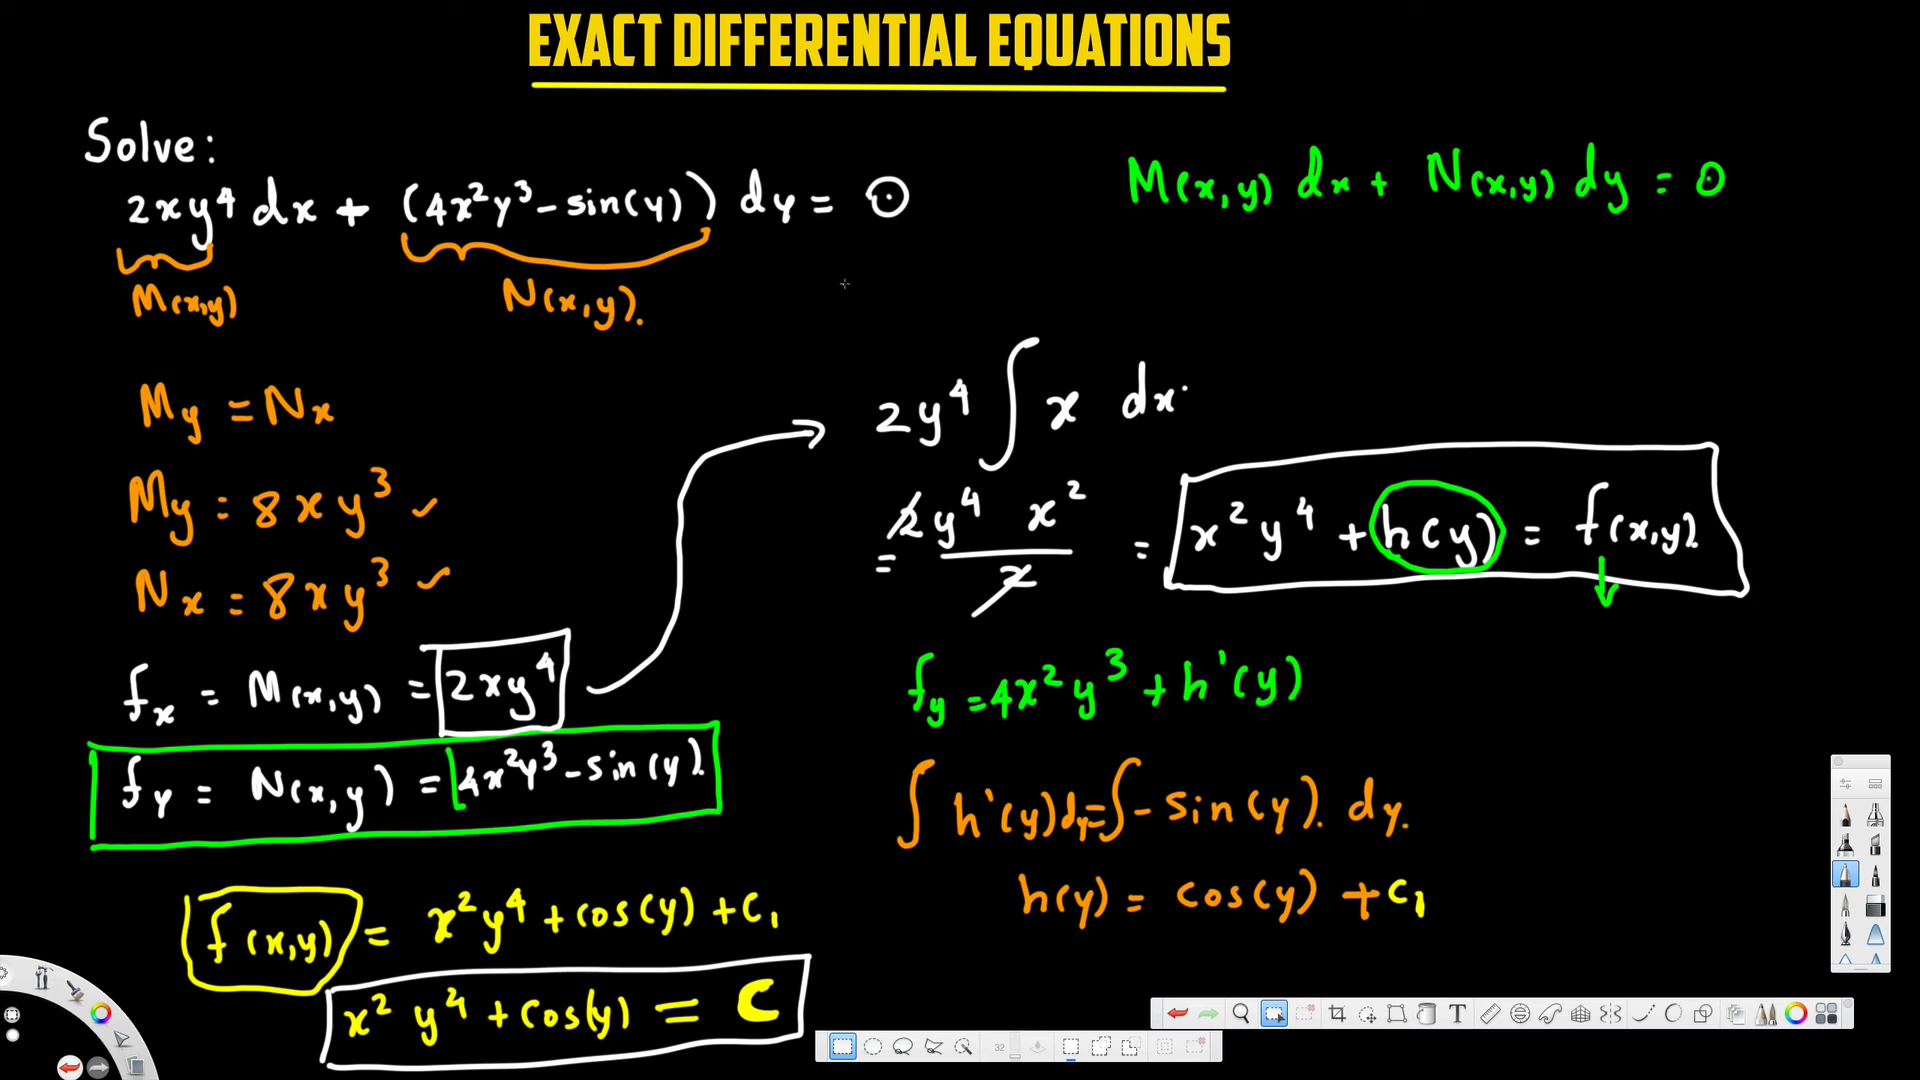 EXACT DIFFERENTIAL EQUATIONS
Solve:
2xy⁴ dx + (4x²y³ - sin(y)) dy = 0
M(x,y)
N(x,y).
M(x,y) dx + N(x,y) dy = 0
My = Nx
My = 8xy³ ✓
Nx = 8xy³ ✓
fx = M(x,y) = 2xy⁴
fy = N(x,y) = 4x²y³ - sin(y).
2y⁴ ∫ x dx.
= 2y⁴ x² / 2 = x²y⁴ + h(y) = f(x,y).
fy = 4x²y³ + h'(y)
∫ h'(y)dy = ∫ - sin(y). dy.
h(y) = cos(y) + C₁
f(x,y) = x²y⁴ + cos(y) + C₁
x² y⁴ + cos(y) = C
T
32